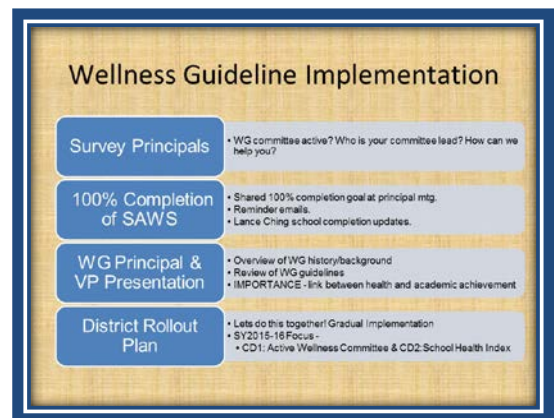 Wellness Guideline Implementation
Survey Principals
• WG committee active? Who is your committee lead? How can we
help you?
100% Completion
of SAWS
• Shared 100% completion goal at principal mtg.
• Reminder emails.
• Lance Ching school completion updates.
WG Principal &
VP Presentation
• Overview of WG history/background
• Review of WG guidelines
• IMPORTANCE - link between health and academic achievement
District Rollout
Plan
• Lets do this together! Gradual Implementation
• SY2015-16 Focus -
• CD1: Active Wellness Committee & CD2:School Health Index